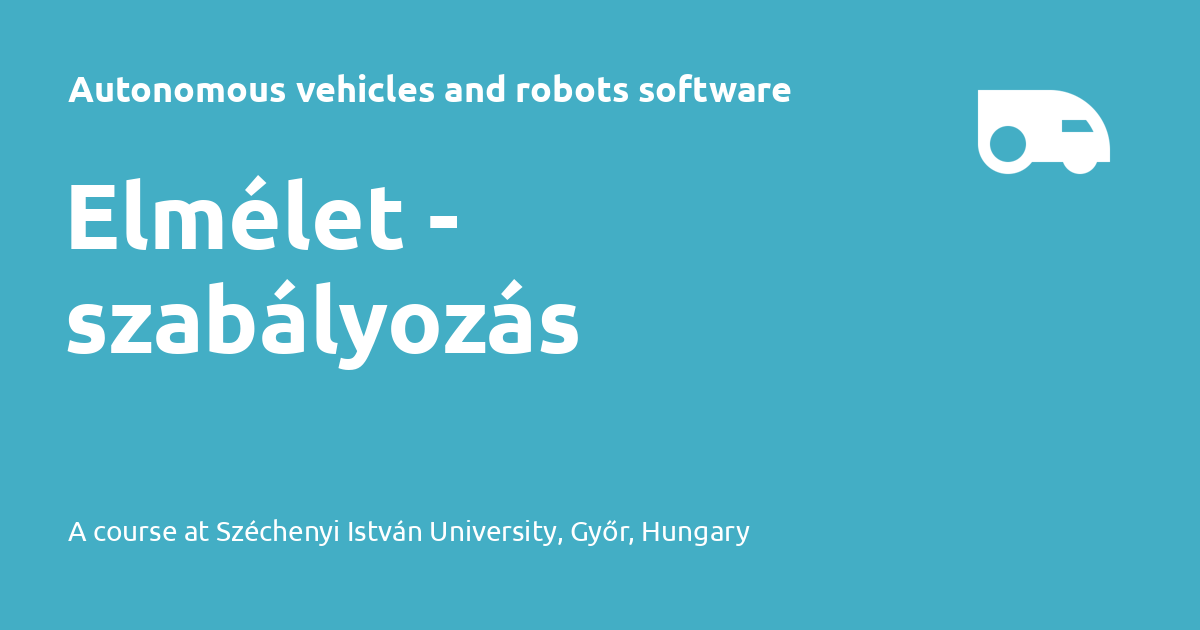 Autonomous vehicles and robots software
Elmélet -
szabályozás
A course at Széchenyi István University, Győr, Hungary